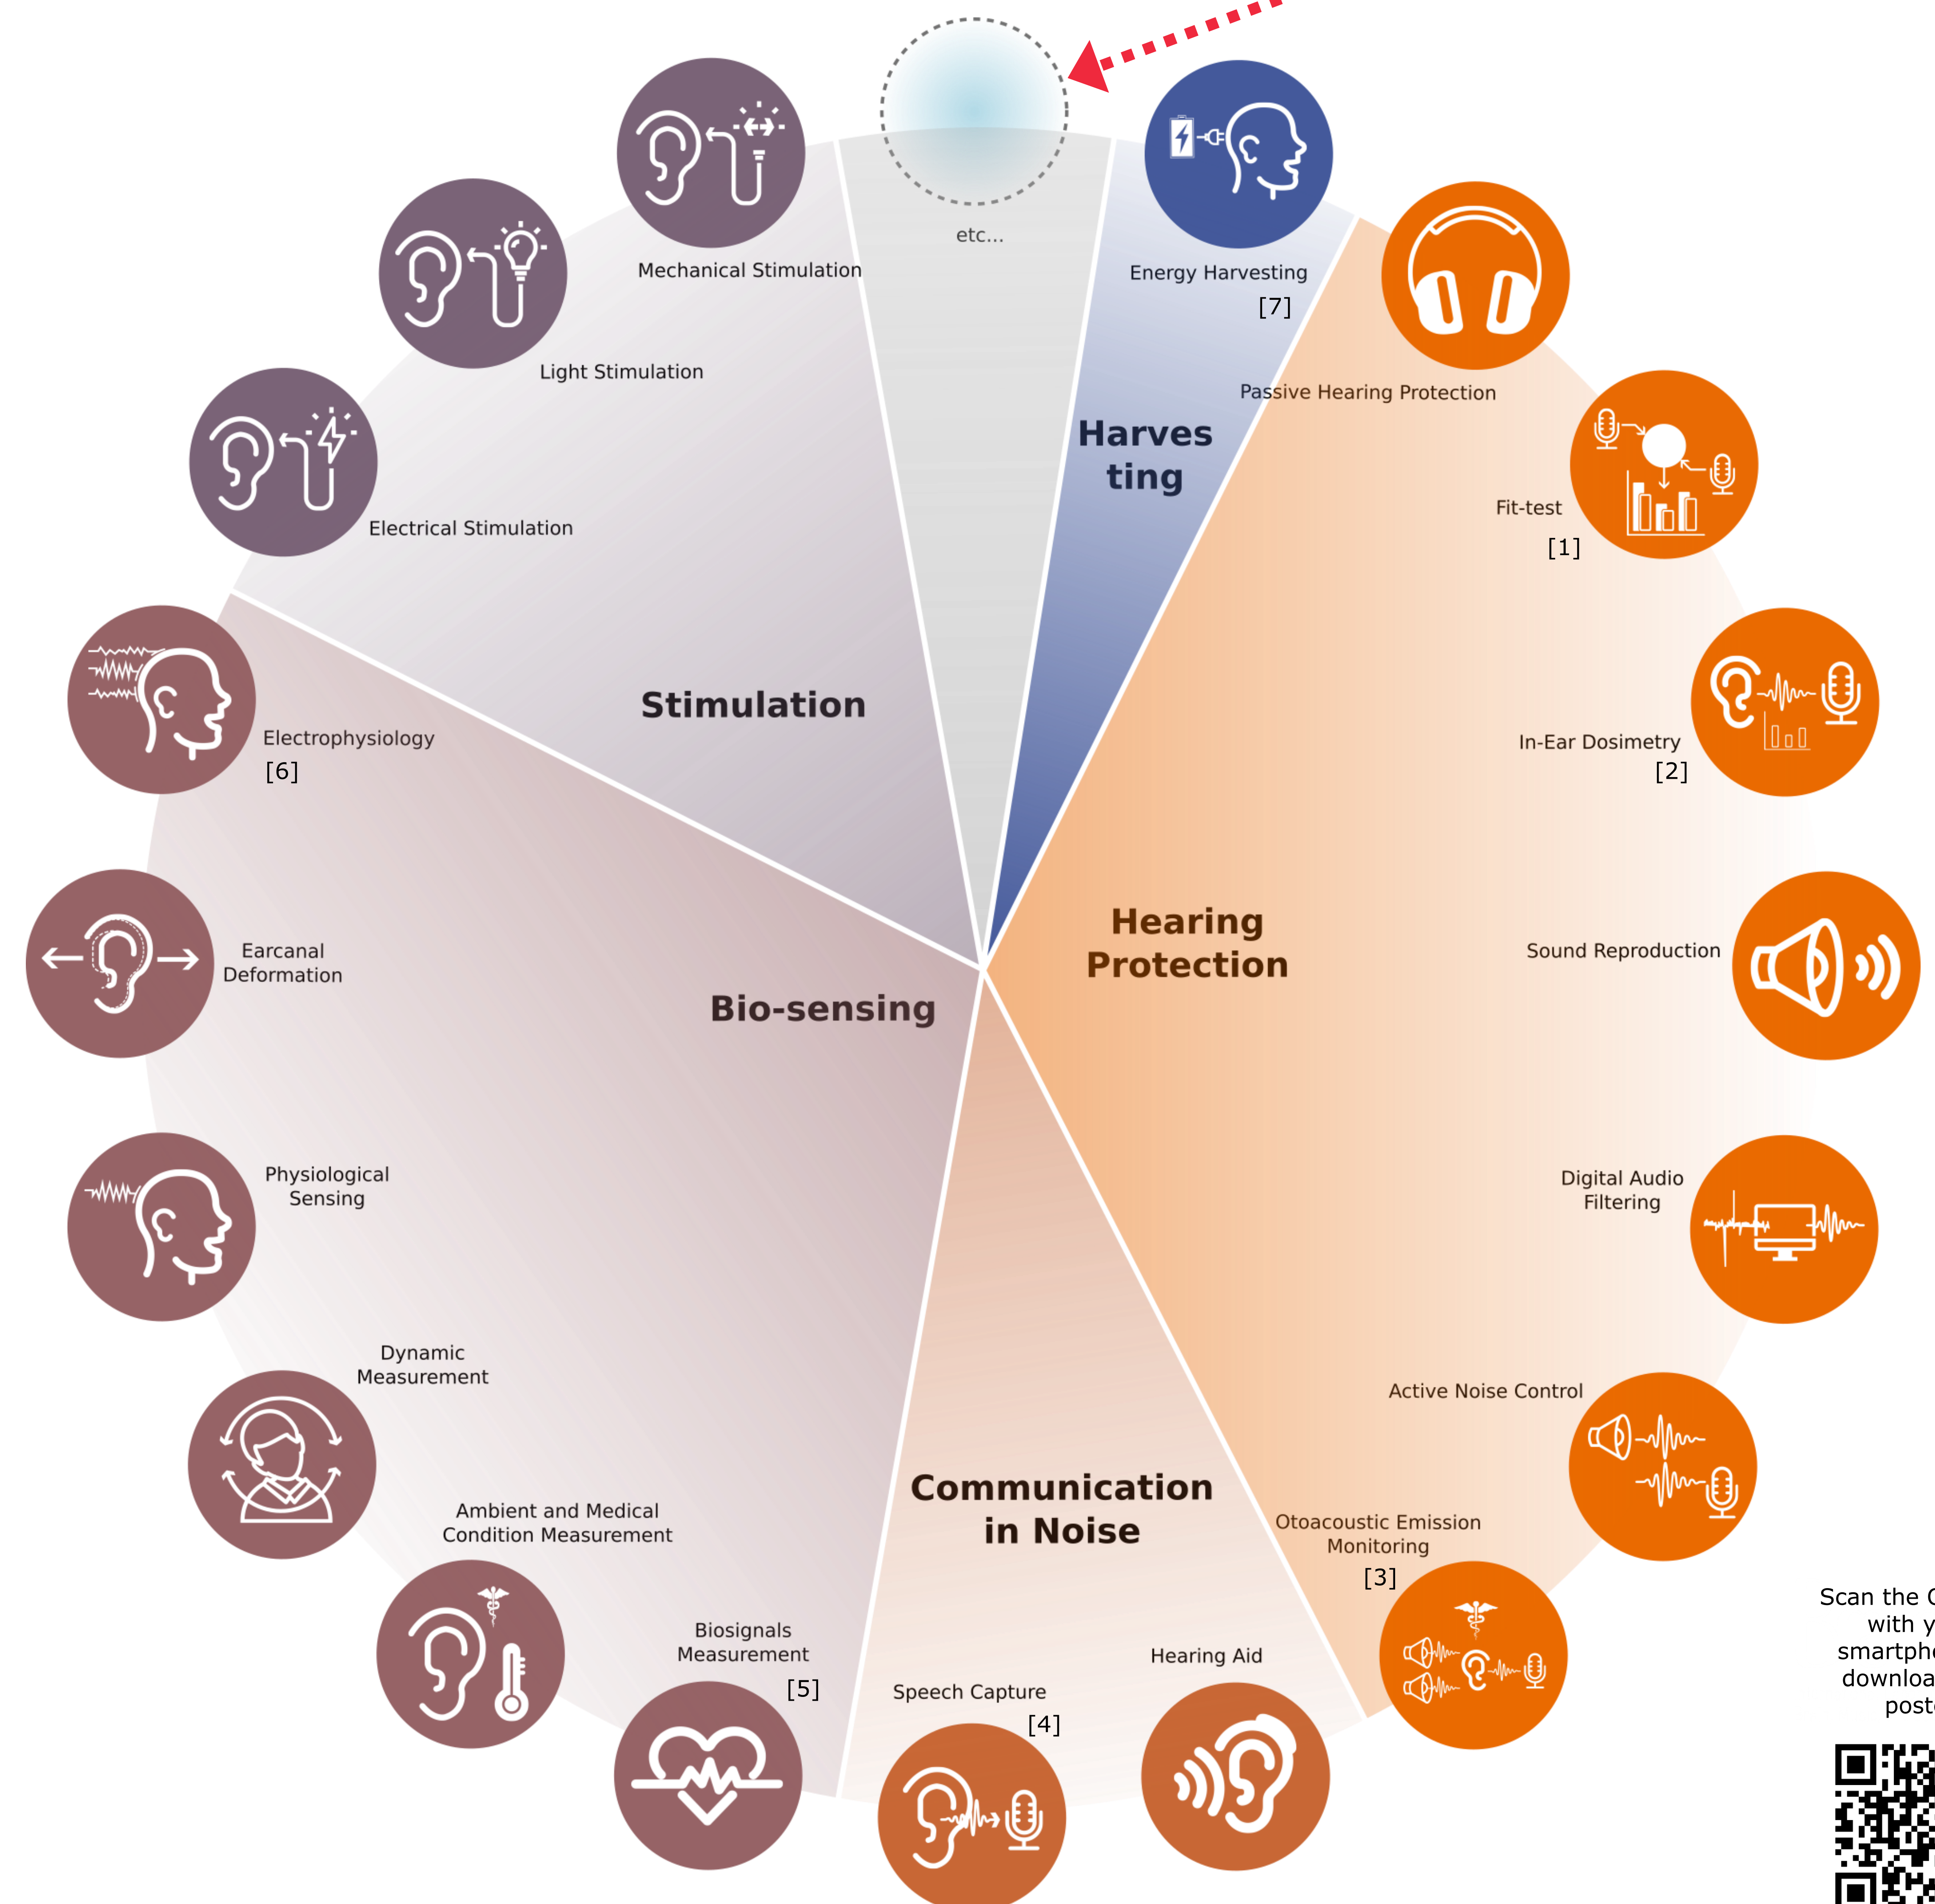 etc...
Mechanical Stimulation
Energy Harvesting
[7]
Light Stimulation
Passive Hearing Protection
Harves
ting
Electrical Stimulation
Fit-test
[1]
Stimulation
Electrophysiology
[6]
In-Ear Dosimetry
[2]
Hearing
Protection
Earcanal
Deformation
Sound Reproduction
Bio-sensing
Physiological
Sensing
Digital Audio
Filtering
Dynamic
Measurement
Active Noise Control
Communication
in Noise
Ambient and Medical
Condition Measurement
Otoacoustic Emission
Monitoring
[3]
Biosignals
Measurement
[5]
Hearing Aid
Speech Capture
[4]
Scan the
with